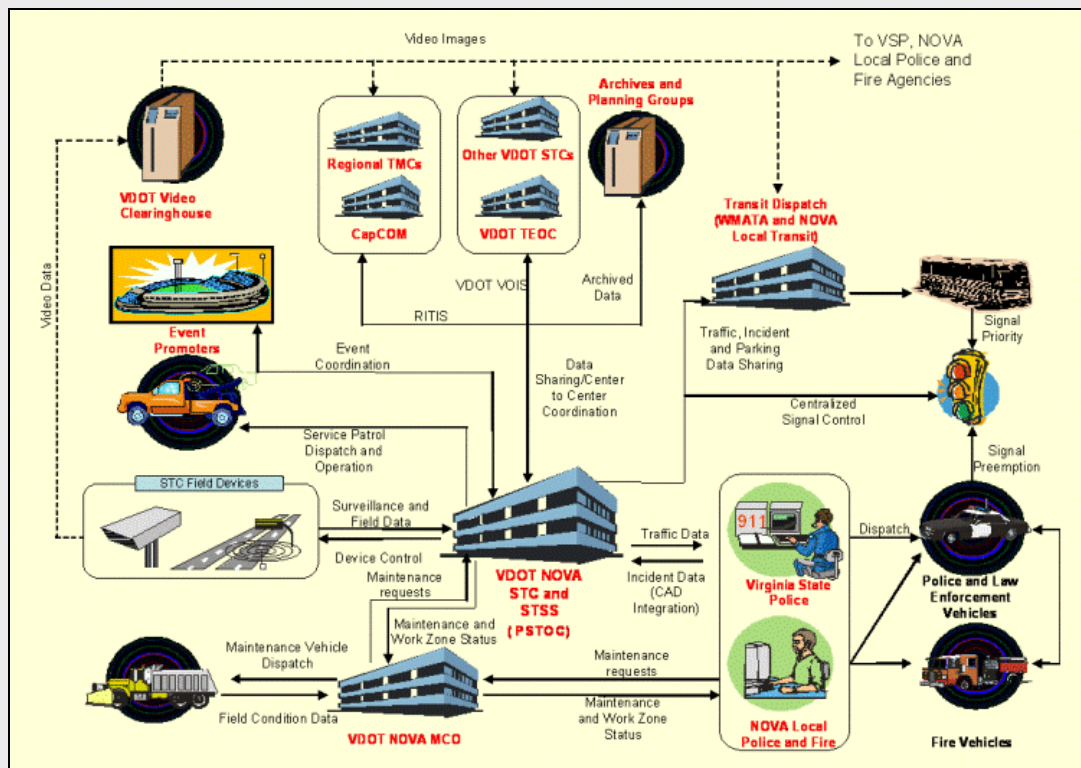 Video Images
To VSP, NOVA
Local Police and
Fire Agencies
Archives and
Planning Groups
Regional TMCs
Other VDOT STCs
VDOT Video
Clearinghouse
CapCOM
VDOT TEOC
Transit Dispatch
(WMATA and NOVA
Local Transit)
Video Data
VDOT VOIS
Archived
Data
RITIS
Event
Promoters
Event
Coordination
Data
Sharing/Center
to Center
Coordination
Traffic, Incident
and Parking
Data Sharing
Signal
Priority
Centralized
Signal Control
Service Patrol
Dispatch and
Operation
Signal
Preemption
STC Field Devices
Surveillance and
Field Data
Device Control
911
Traffic Data
Dispatch
VDOT NOVA
STC and
STSS
(PSTOC)
Maintenance
requests
Incident Data
(CAD
Integration)
Virginia State
Police
Police and Law
Enforcement
Vehicles
Maintenance and
Work Zone Status
Maintenance Vehicle
Dispatch
Maintenance
requests
Field Condition Data
Maintenance
and Work Zone
Status
VDOT NOVA MCO
NOVA Local
Police and Fire
Fire Vehicles